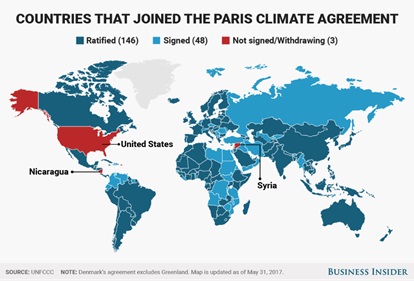 COUNTRIES THAT JOINED THE PARIS CLIMATE AGREEMENT
Ratified (146) Signed (48) Not signed/Withdrawing (3)
United States
Nicaragua
Syria
SOURCE: UNFCCC NOTE: Denmark's agreement excludes Greenland. Map is updated as of May 31, 2017. BUSINESS INSIDER